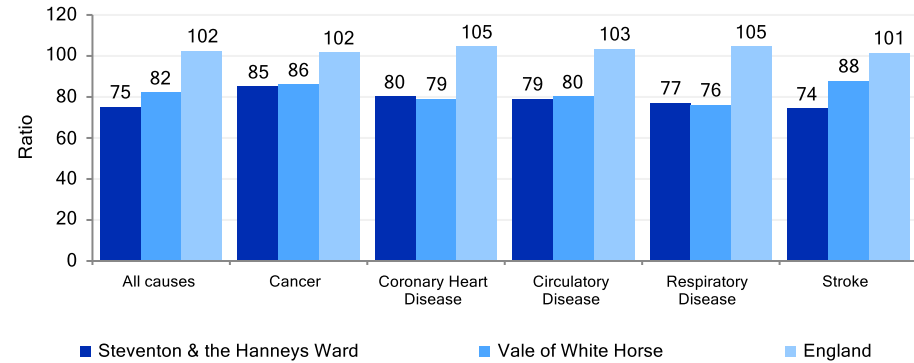 120
100
80
60
40
20
0
Ratio
75 82 102
85 86 102
80 79 105
79 80 103
77 76 105
74 88 101
All causes
Cancer
Coronary Heart
Disease
Circulatory
Disease
Respiratory
Disease
Stroke
Steventon & the Hanneys Ward
Vale of White Horse
England